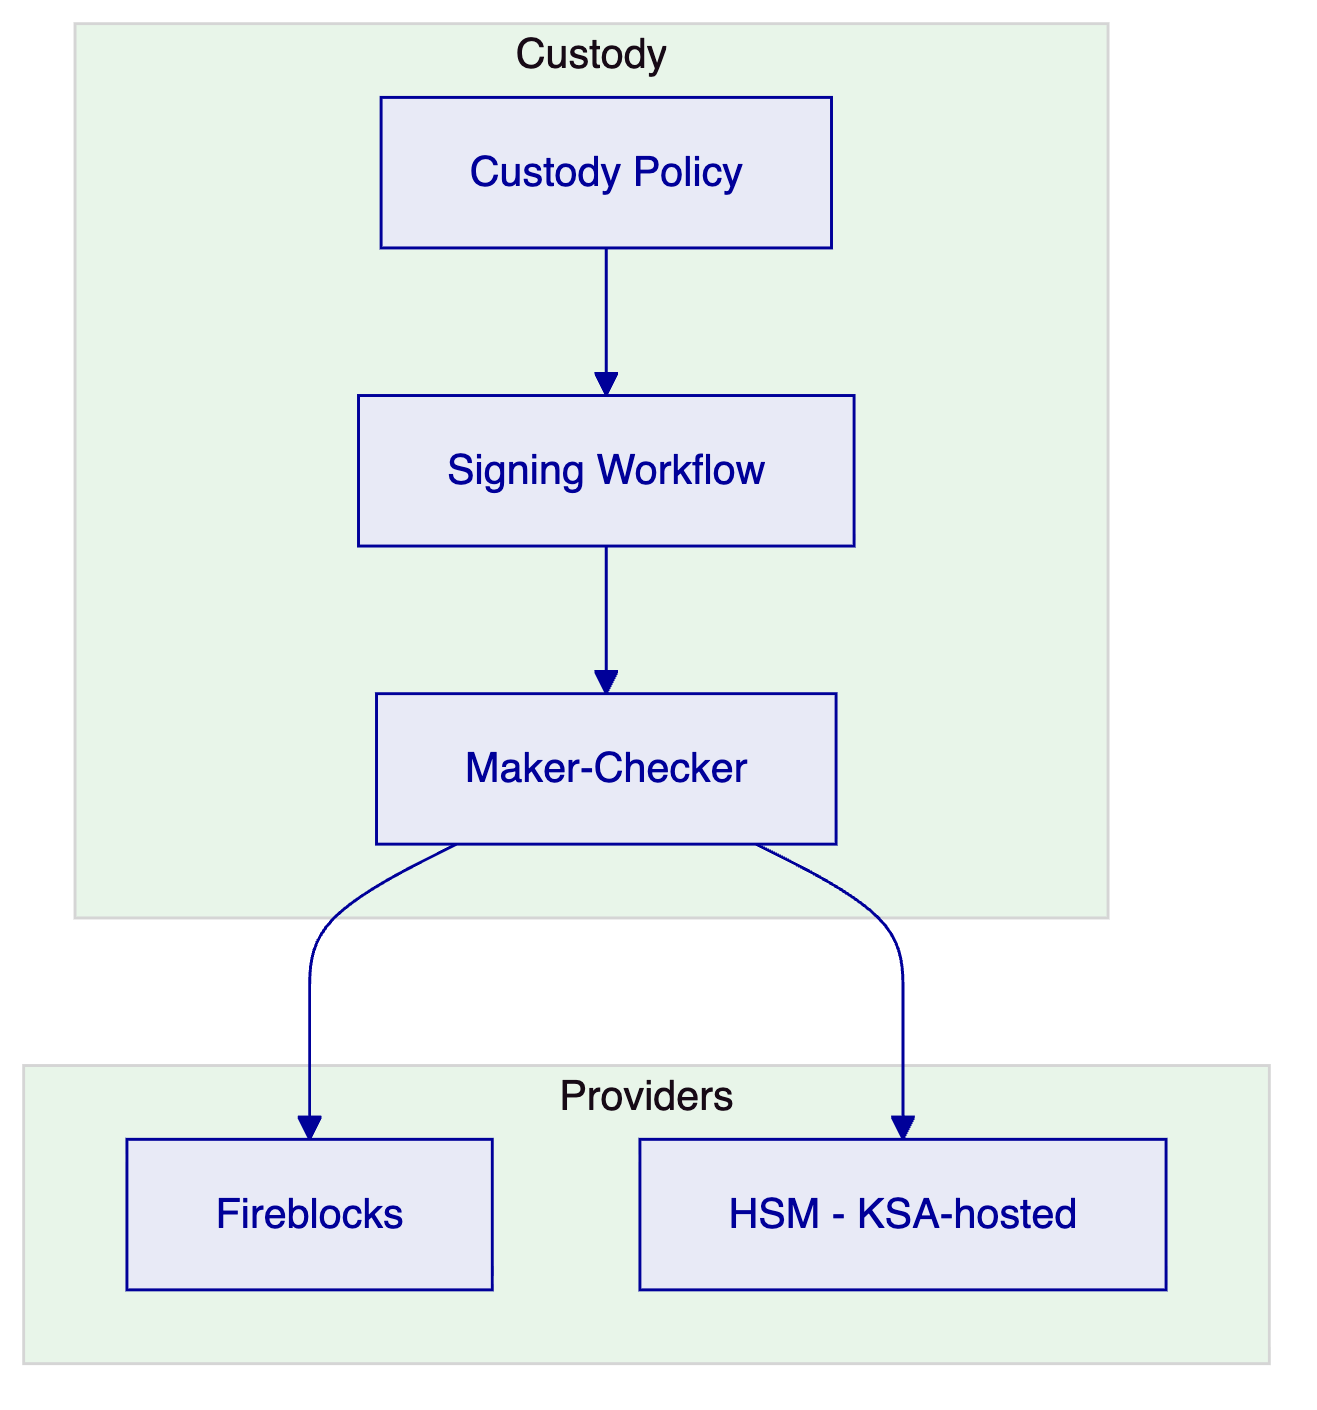 Custody
Custody Policy
Signing Workflow
Maker-Checker
Providers
Fireblocks
HSM - KSA-hosted